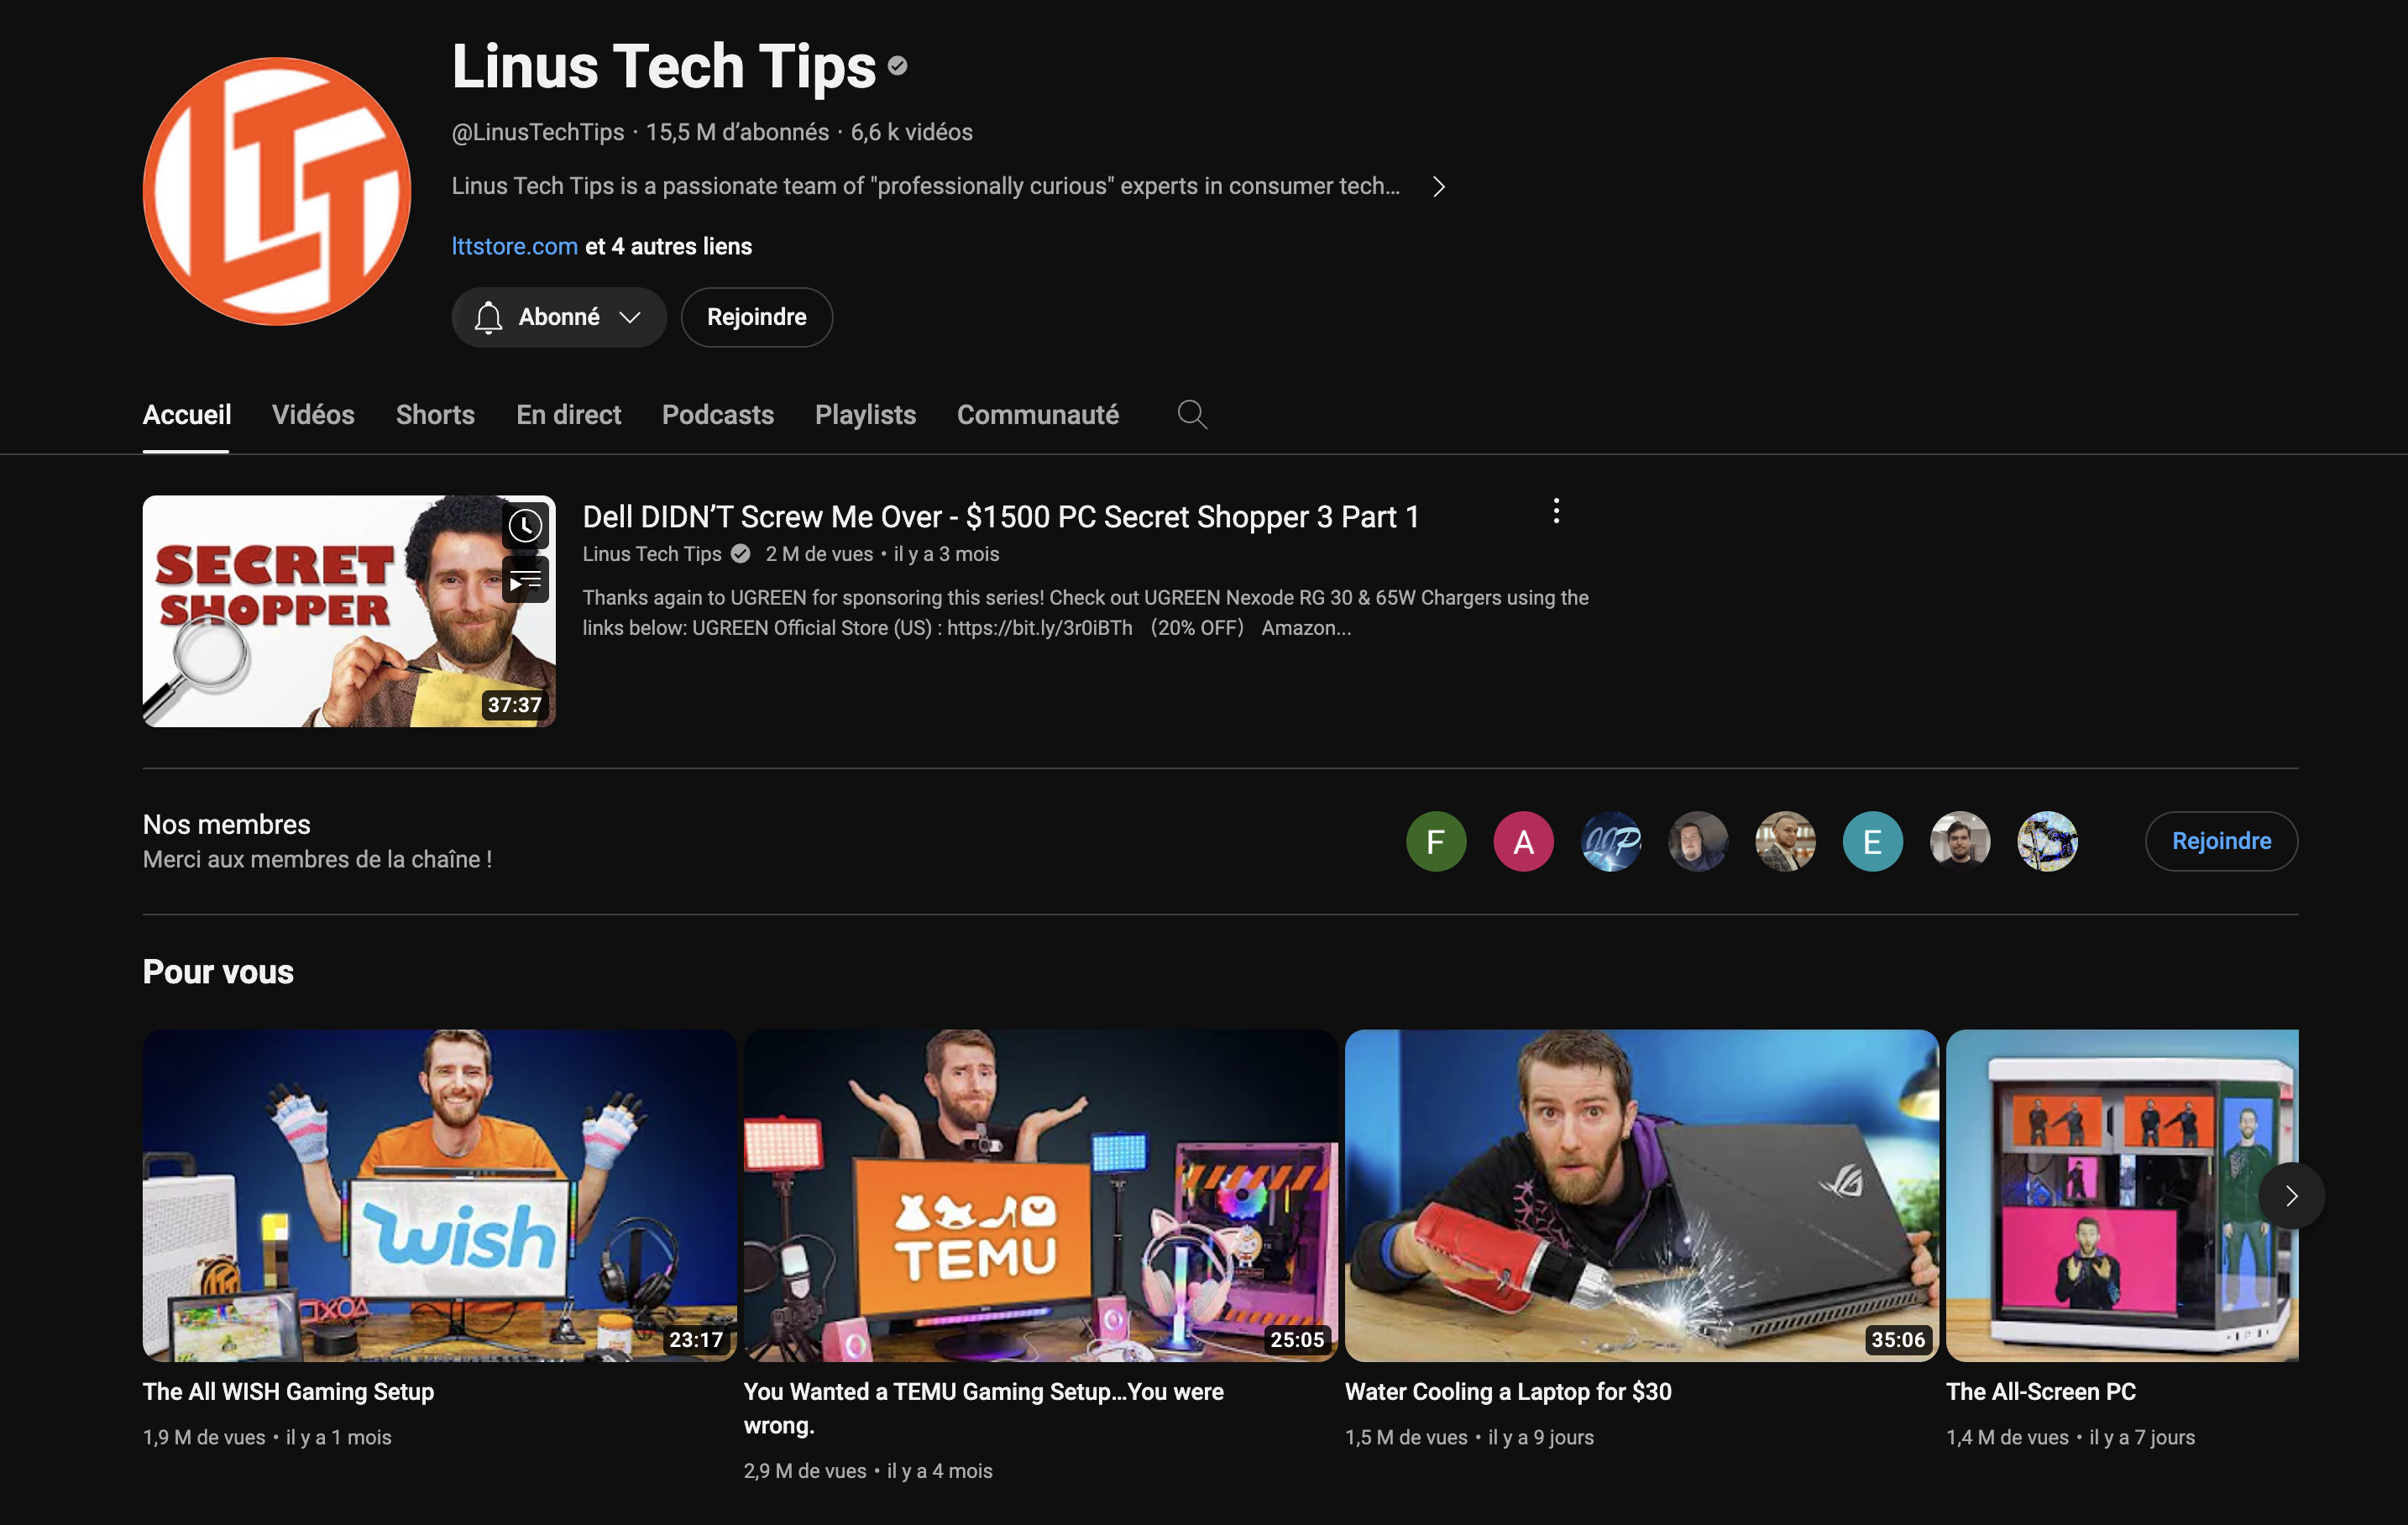 LTT
Linus Tech Tips
@LinusTechTips · 15,5 M d’abonnés · 6,6 k vidéos
Linus Tech Tips is a passionate team of "professionally curious" experts in consumer tech...
lttstore.com et 4 autres liens
Abonné
Rejoindre
Accueil
Vidéos
Shorts
En direct
Podcasts
Playlists
Communauté
SECRET
SHOPPER
37:37
Dell DIDN’T Screw Me Over - $1500 PC Secret Shopper 3 Part 1
Linus Tech Tips 2 M de vues • il y a 3 mois
Thanks again to UGREEN for sponsoring this series! Check out UGREEN Nexode RG 30 & 65W Chargers using the
links below: UGREEN Official Store (US) : https://bit.ly/3r0iBTh （20% OFF） Amazon...
Nos membres
Merci aux membres de la chaîne !
F
A
E
Rejoindre
Pour vous
wish
23:17
TEMU
25:05
35:06
The All WISH Gaming Setup
1,9 M de vues • il y a 1 mois
You Wanted a TEMU Gaming Setup...You were
wrong.
2,9 M de vues • il y a 4 mois
Water Cooling a Laptop for $30
1,5 M de vues • il y a 9 jours
The All-Screen PC
1,4 M de vues • il y a 7 jours